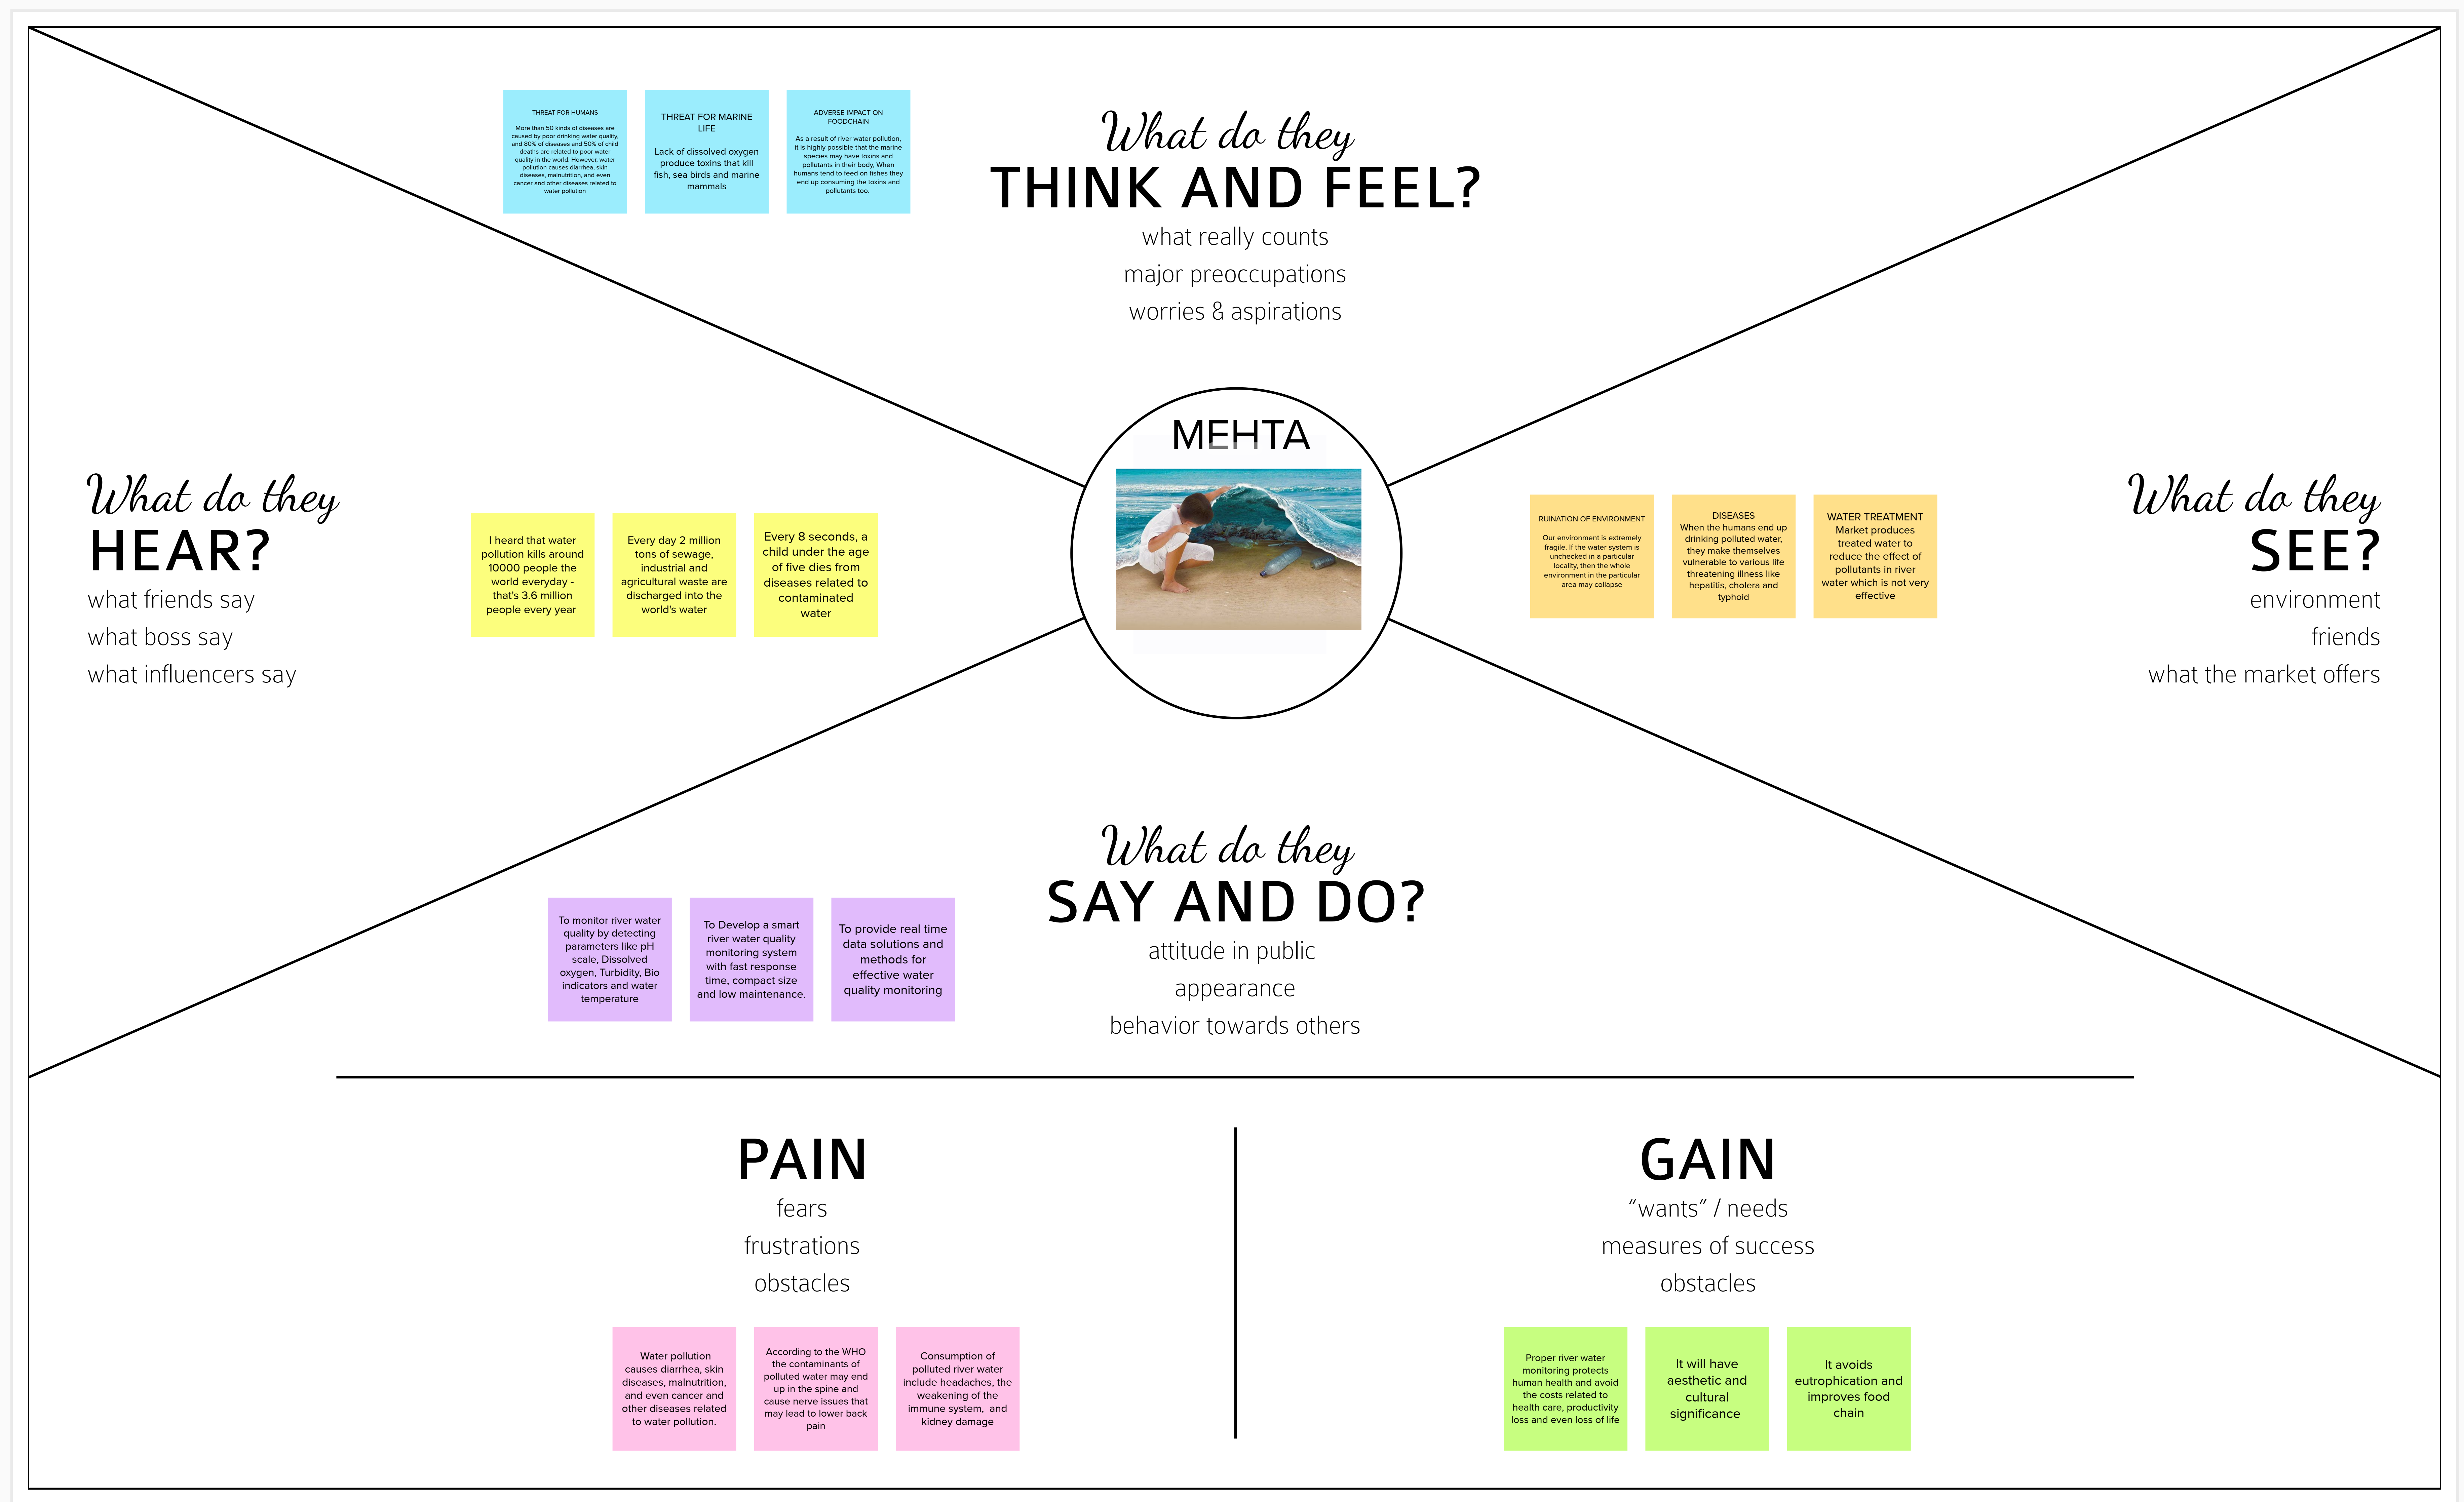 THREAT FOR HUMANS
More than 50 kinds of diseases are
caused by poor drinking water quality,
and 80% of diseases and 50% of child
deaths are related to poor water
quality in the world. However, water
pollution causes diarrhea, skin
diseases, malnutrition, and even
cancer and other diseases related to
water pollution
THREAT FOR MARINE
LIFE
Lack of dissolved oxygen
produce toxins that kill
fish, sea birds and marine
mammals
ADVERSE IMPACT ON
FOODCHAIN
As a result of river water pollution,
it is highly possible that the marine
species may have toxins and
pollutants in their body, When
humans tend to feed on fishes they
end up consuming the toxins and
pollutants too.
What do they
THINK AND FEEL?
what really counts
major preoccupations
worries & aspirations
MEHTA
What do they
HEAR?
what friends say
what boss say
what influencers say
I heard that water
pollution kills around
10000 people the
world everyday -
that's 3.6 million
people every year
Every day 2 million
tons of sewage,
industrial and
agricultural waste are
discharged into the
world's water
Every 8 seconds, a
child under the age
of five dies from
diseases related to
contaminated
water
RUINATION OF ENVIRONMENT
Our environment is extremely
fragile. If the water system is
unchecked in a particular
locality, then the whole
environment in the particular
area may collapse
DISEASES
When the humans end up
drinking polluted water,
they make themselves
vulnerable to various life
threatening illness like
hepatitis, cholera and
typhoid
WATER TREATMENT
Market produces
treated water to
reduce the effect of
pollutants in river
water which is not very
effective
What do they
SEE?
environment
friends
what the market offers
To monitor river water
quality by detecting
parameters like pH
scale, Dissolved
oxygen, Turbidity, Bio
indicators and water
temperature
To Develop a smart
river water quality
monitoring system
with fast response
time, compact size
and low maintenance.
To provide real time
data solutions and
methods for
effective water
quality monitoring
What do they
SAY AND DO?
attitude in public
appearance
behavior towards others
PAIN
fears
frustrations
obstacles
Water pollution
causes diarrhea, skin
diseases, malnutrition,
and even cancer and
other diseases related
to water pollution.
According to the WHO
the contaminants of
polluted water may end
up in the spine and
cause nerve issues that
may lead to lower back
pain
Consumption of
polluted river water
include headaches, the
weakening of the
immune system, and
kidney damage
GAIN
“wants” / needs
measures of success
obstacles
Proper river water
monitoring protects
human health and avoid
the costs related to
health care, productivity
loss and even loss of life
It will have
aesthetic and
cultural
significance
It avoids
eutrophication and
improves food
chain